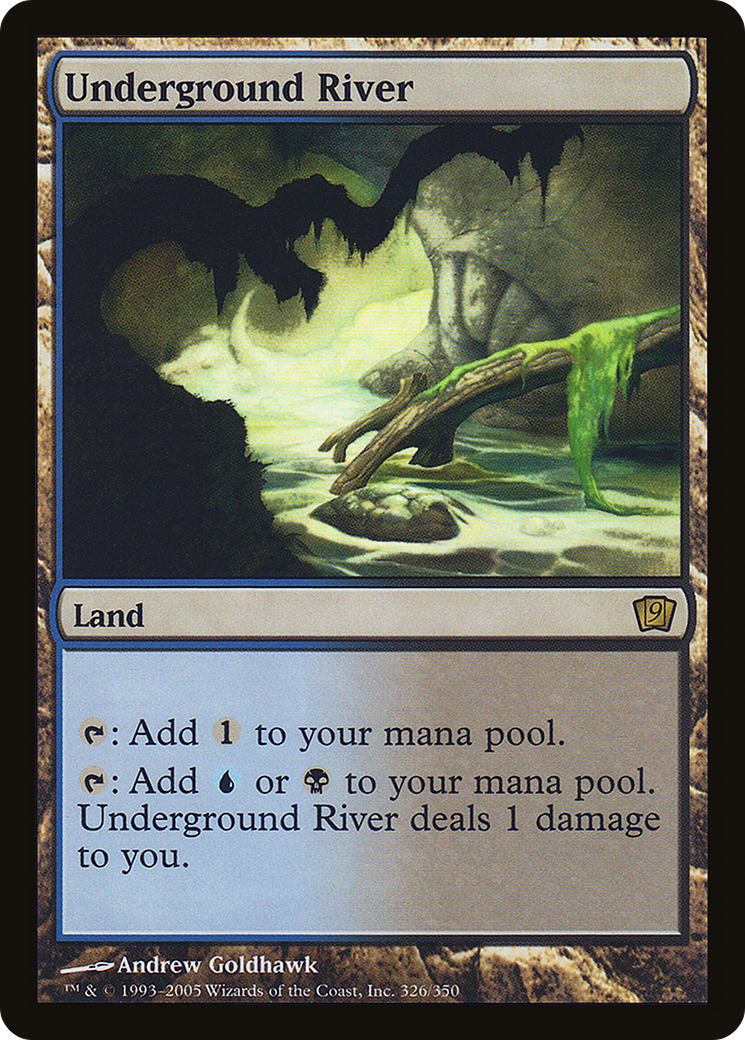 Underground River
Land
9
: Add 1 to your mana pool.
: Add or to your mana pool.
Underground River deals 1 damage
to you.
Andrew Goldhawk
™ & © 1993–2005 Wizards of the Coast, Inc. 326/350